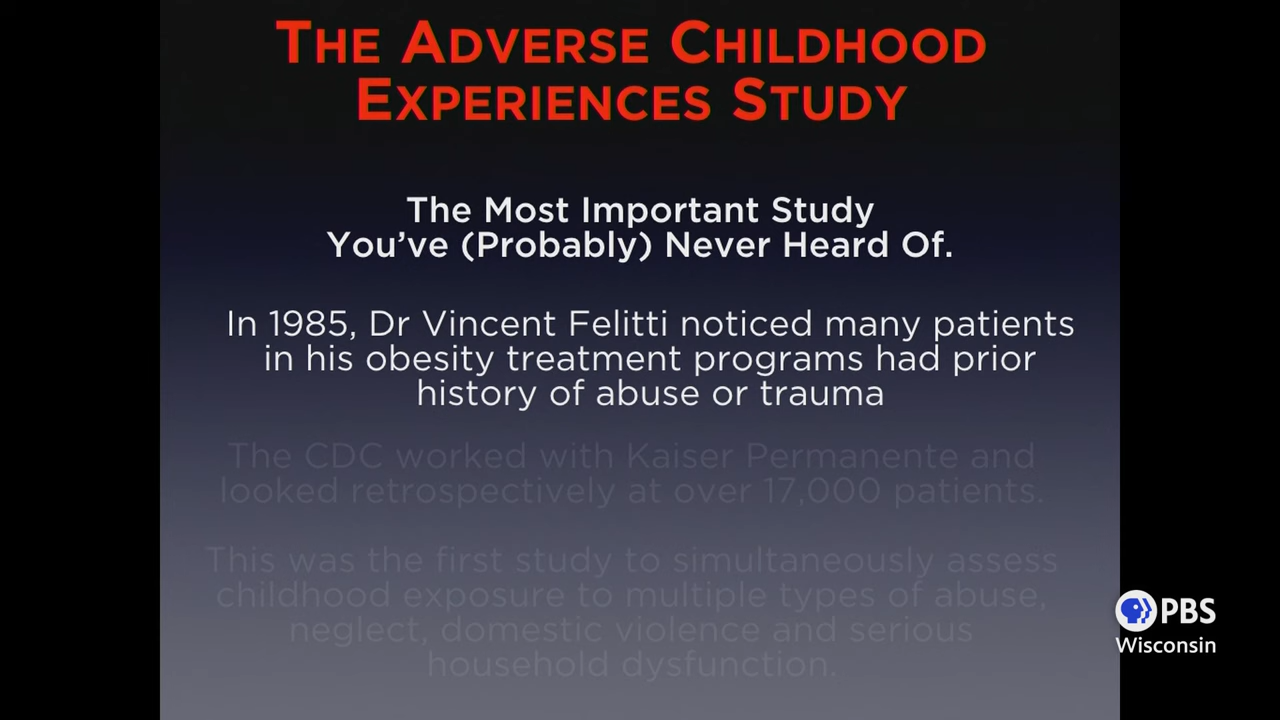 THE ADVERSE CHILDHOOD
EXPERIENCES STUDY
The Most Important Study
You've (Probably) Never Heard Of.
In 1985, Dr Vincent Felitti noticed many patients
in his obesity treatment programs had prior
history of abuse or trauma
The CDC worked with Kaiser Permanente and
looked retrospectively at over 17,000 patients.
This was the first study to simultaneously assess
childhood exposure to multiple types of abuse,
neglect, domestic violence and serious
household dysfunction.
PBS
Wisconsin